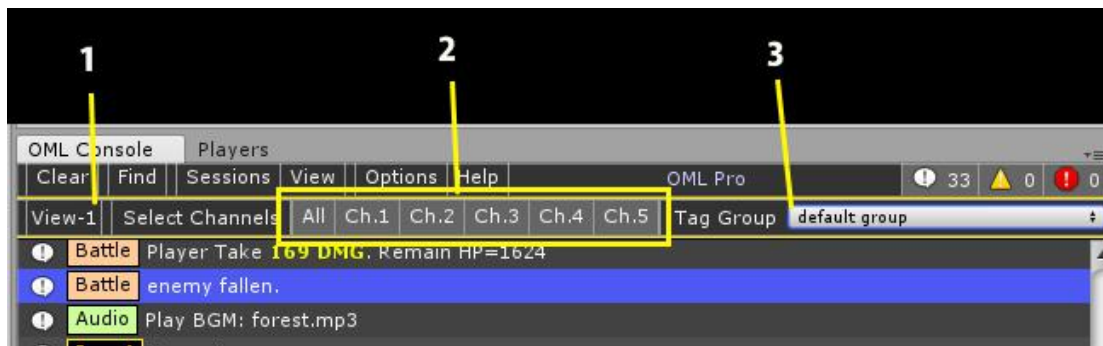 1 2 3
OML Console Players
Clear Find Sessions View Options Help OML Pro 33 0 0
View-1 Select Channels All Ch.1 Ch.2 Ch.3 Ch.4 Ch.5 Tag Group default group
Battle Player Take 169 DMG. Remain HP=1624
Battle enemy fallen.
Audio Play BGM: forest.mp3